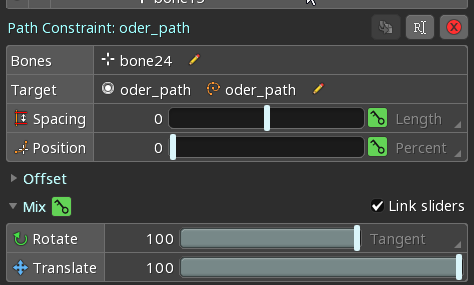 Path Constraint: oder_path
Bones bone24
Target oder_path oder_path
Spacing 0 Length
Position 0 Percent
Offset
Mix Link sliders
Rotate 100 Tangent
Translate 100